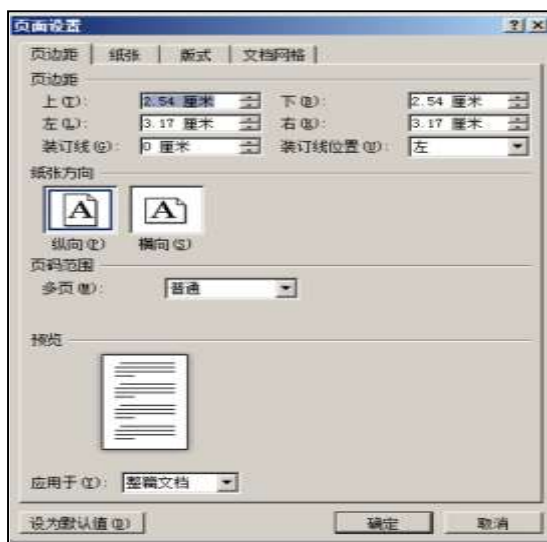 页面设置
页边距 纸张 版式 文档网格
页边距
上(T): 2.54 厘米 下(B): 2.54 厘米
左(L): 3.17 厘米 右(R): 3.17 厘米
装订线(G): 0 厘米 装订线位置(U): 左
纸张方向
A A
纵向(P) 横向(S)
页码范围
多页(M): 普通
预览
应用于(Y): 整篇文档
设为默认值(D) 确定 取消